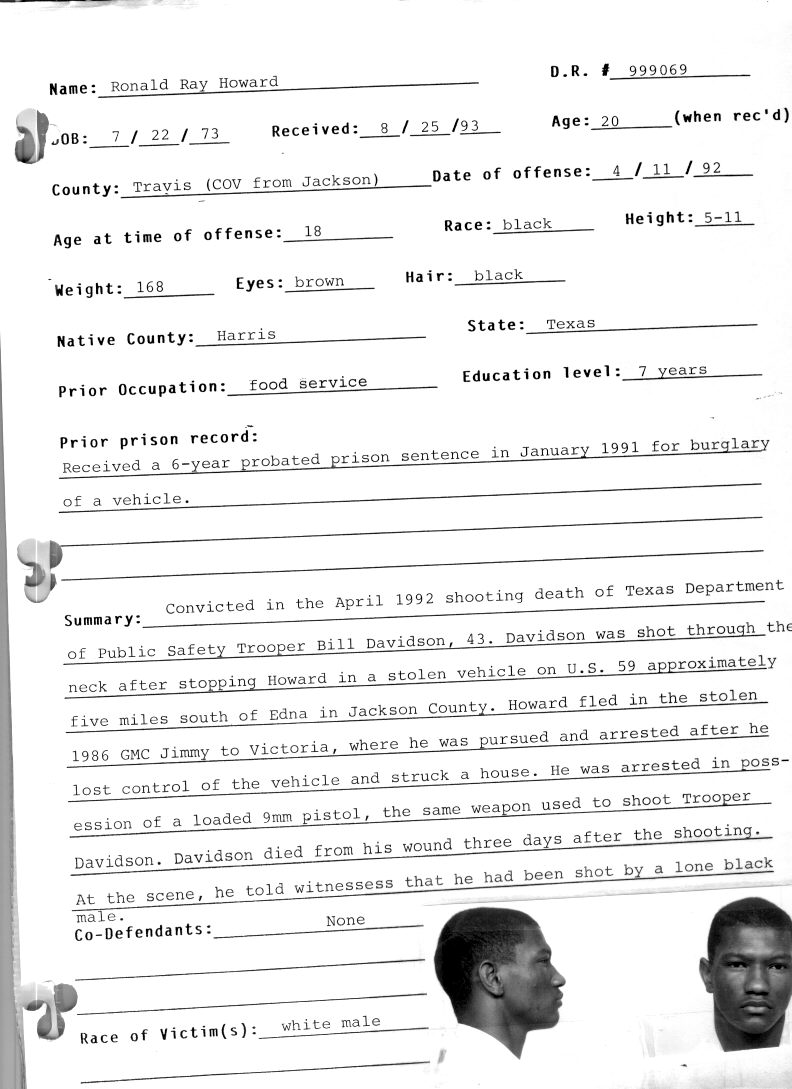 Name: Ronald Ray Howard D.R. # 999069
OB: 7 / 22 / 73 Received: 8 / 25 /93 Age: 20 (when rec'd)
County: Travis (COV from Jackson) Date of offense: 4 / 11 / 92
Age at time of offense: 18 Race: black Height: 5-11
Weight: 168 Eyes: brown Hair: black
Native County: Harris State: Texas
Prior Occupation: food service Education level: 7 years
Prior prison record:
Received a 6-year probated prison sentence in January 1991 for burglary
of a vehicle.
Summary: Convicted in the April 1992 shooting death of Texas Department
of Public Safety Trooper Bill Davidson, 43. Davidson was shot through the
neck after stopping Howard in a stolen vehicle on U.S. 59 approximately
five miles south of Edna in Jackson County. Howard fled in the stolen
1986 GMC Jimmy to Victoria, where he was pursued and arrested after he
lost control of the vehicle and struck a house. He was arrested in poss-
ession of a loaded 9mm pistol, the same weapon used to shoot Trooper
Davidson. Davidson died from his wound three days after the shooting.
At the scene, he told witnessess that he had been shot by a lone black
male.
Co-Defendants: None
Race of Victim(s): white male